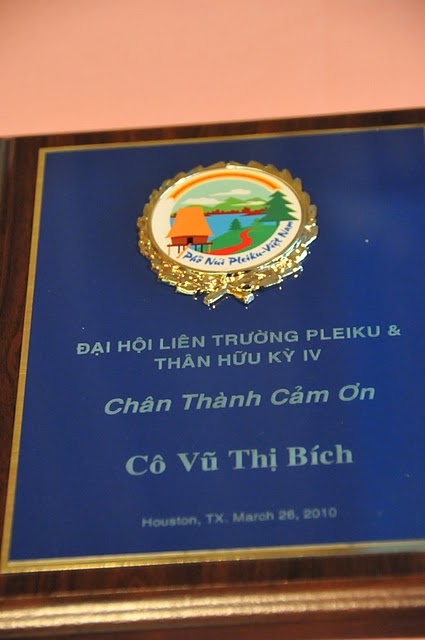 Phố Núi Pleiku-Việt Nam
ĐẠI HỘI LIÊN TRƯỜNG PLEIKU &
THÂN HỮU KỲ IV
Chân Thành Cảm Ơn
Cô Vũ Thị Bích
Houston, TX. March 26, 2010